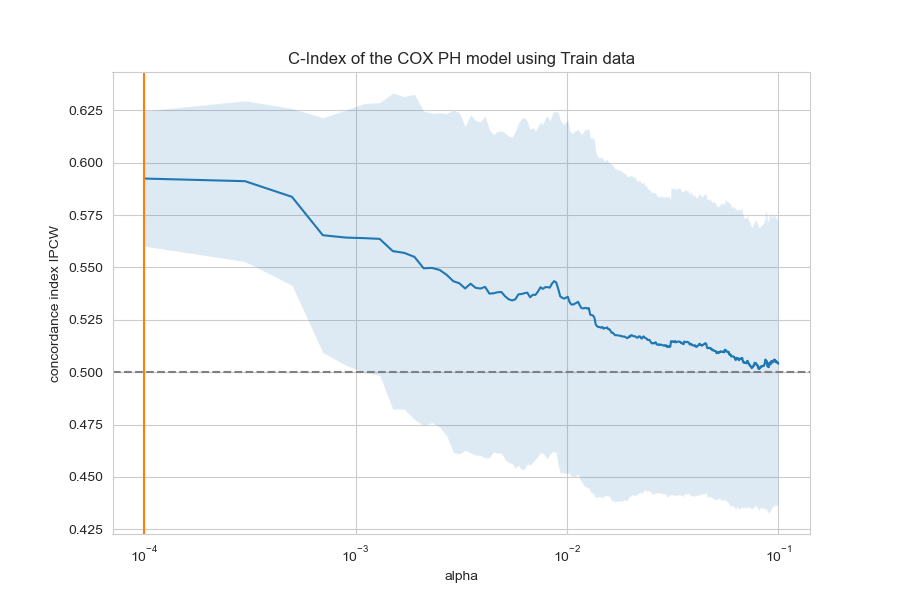 C-Index of the COX PH model using Train data
concordance index IPCW
0.625
0.600
0.575
0.550
0.525
0.500
0.475
0.450
0.425
10⁻⁴ 10⁻³ 10⁻² 10⁻¹
alpha